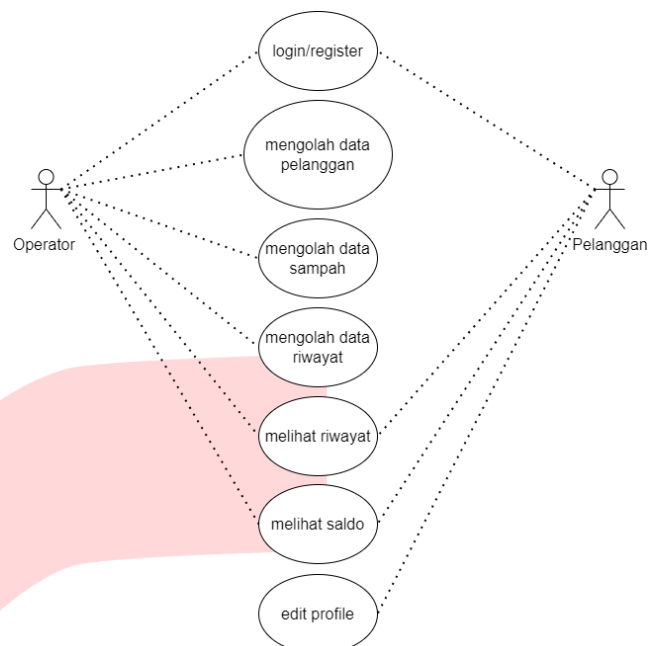 login/register
mengolah data
pelanggan
Operator
Pelanggan
mengolah data
sampah
mengolah data
riwayat
melihat riwayat
melihat saldo
edit profile